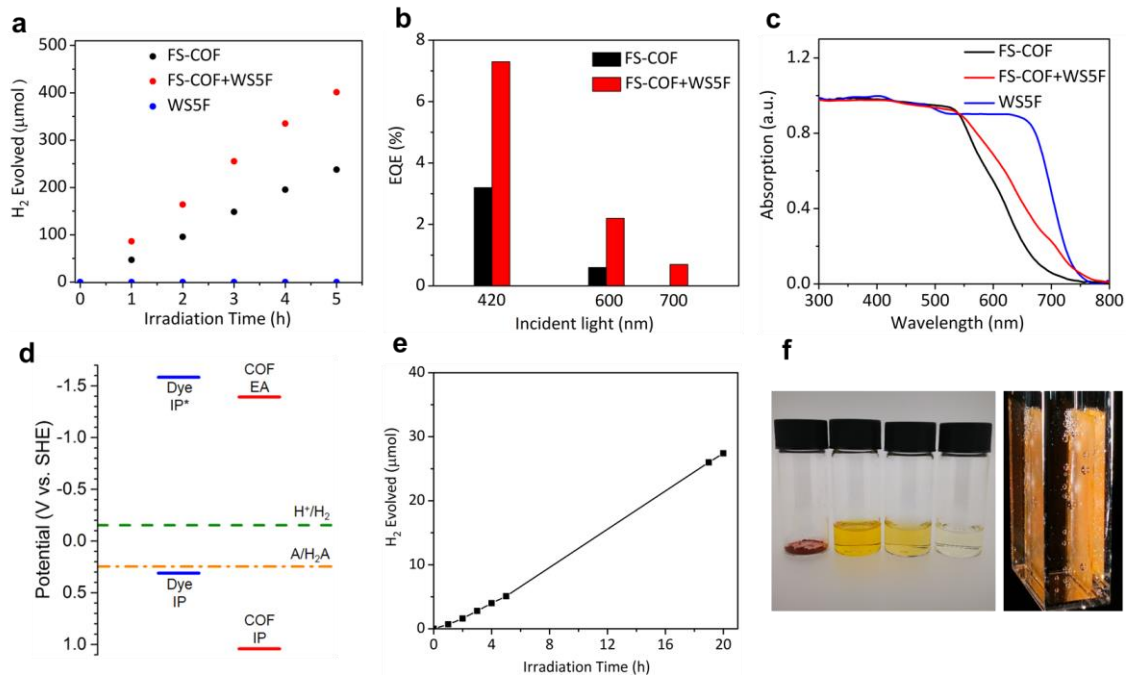 a
H₂ Evolved (μmol)
500
400
300
200
100
0
FS-COF
FS-COF+WS5F
WS5F
0 1 2 3 4 5
Irradiation Time (h)
b
EQE (%)
8
6
4
2
0
FS-COF
FS-COF+WS5F
420 600 700
Incident light (nm)
c
Absorption (a.u.)
1.2
0.8
0.4
0.0
FS-COF
FS-COF+WS5F
WS5F
300 400 500 600 700 800
Wavelength (nm)
d
Potential (V vs. SHE)
-1.5
-1.0
-0.5
0.0
0.5
1.0
Dye
IP*
COF
EA
H⁺/H₂
A/H₂A
Dye
IP
COF
IP
e
H₂ Evolved (μmol)
40
30
20
10
0
0 4 8 12 16 20
Irradiation Time (h)
f